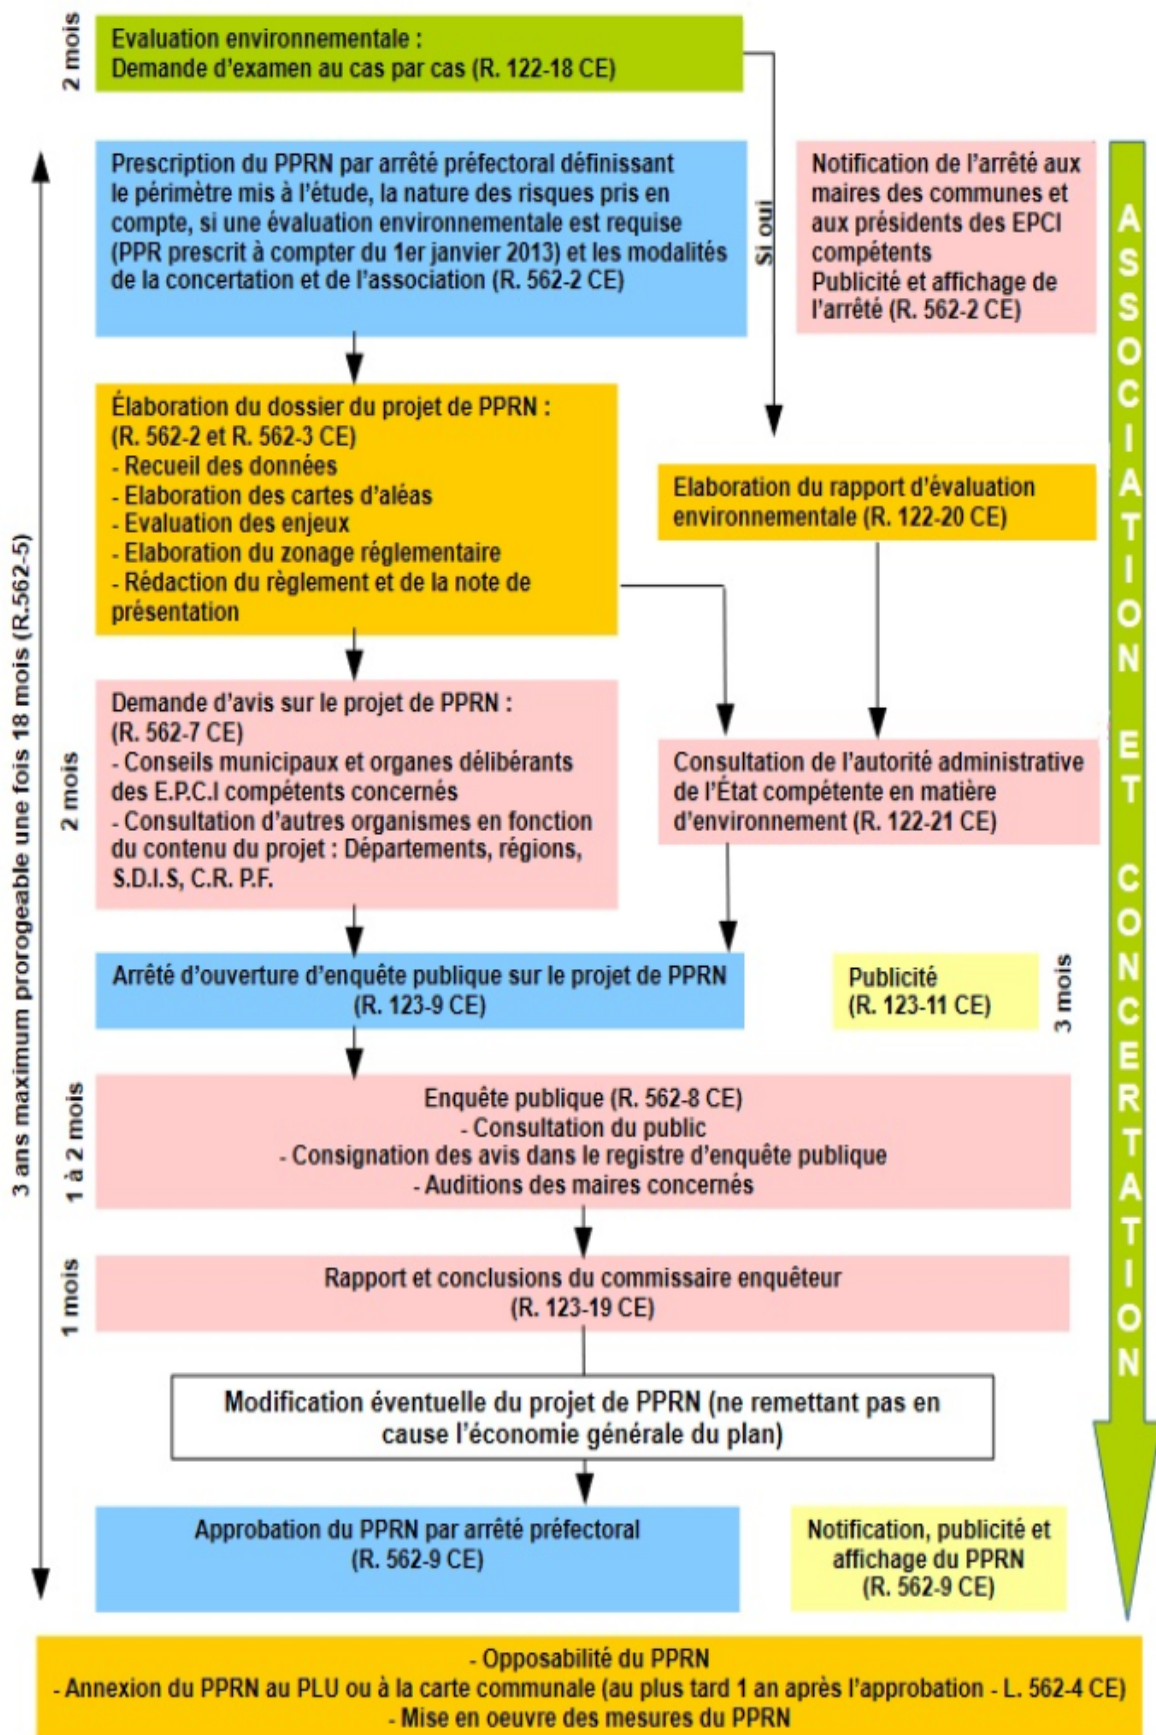 2 mois
Evaluation environnementale :
Demande d'examen au cas par cas (R. 122-18 CE)
Prescription du PPRN par arrêté préfectoral définissant
le périmètre mis à l'étude, la nature des risques pris en
compte, si une évaluation environnementale est requise
(PPR prescrit à compter du 1er janvier 2013) et les modalités
de la concertation et de l'association (R. 562-2 CE)
Si oui
Notification de l'arrêté aux
maires des communes et
aux présidents des EPCI
compétents
Publicité et affichage de
l'arrêté (R. 562-2 CE)
ASSOCIATION ET CONCERTATION
3 ans maximum prorogeable une fois 18 mois (R.562-5)
Élaboration du dossier du projet de PPRN :
(R. 562-2 et R. 562-3 CE)
- Recueil des données
- Elaboration des cartes d'aléas
- Evaluation des enjeux
- Elaboration du zonage réglementaire
- Rédaction du règlement et de la note de
présentation
Elaboration du rapport d'évaluation
environnementale (R. 122-20 CE)
2 mois
Demande d'avis sur le projet de PPRN :
(R. 562-7 CE)
- Conseils municipaux et organes délibérants
des E.P.C.I compétents concernés
- Consultation d'autres organismes en fonction
du contenu du projet : Départements, régions,
S.D.I.S, C.R. P.F.
Consultation de l'autorité administrative
de l'État compétente en matière
d'environnement (R. 122-21 CE)
Arrêté d'ouverture d'enquête publique sur le projet de PPRN
(R. 123-9 CE)
Publicité
(R. 123-11 CE)
3 mois
1 à 2 mois
Enquête publique (R. 562-8 CE)
- Consultation du public
- Consignation des avis dans le registre d'enquête publique
- Auditions des maires concernés
1 mois
Rapport et conclusions du commissaire enquêteur
(R. 123-19 CE)
Modification éventuelle du projet de PPRN (ne remettant pas en
cause l'économie générale du plan)
Approbation du PPRN par arrêté préfectoral
(R. 562-9 CE)
Notification, publicité et
affichage du PPRN
(R. 562-9 CE)
- Opposabilité du PPRN
- Annexion du PPRN au PLU ou à la carte communale (au plus tard 1 an après l'approbation - L. 562-4 CE)
- Mise en oeuvre des mesures du PPRN